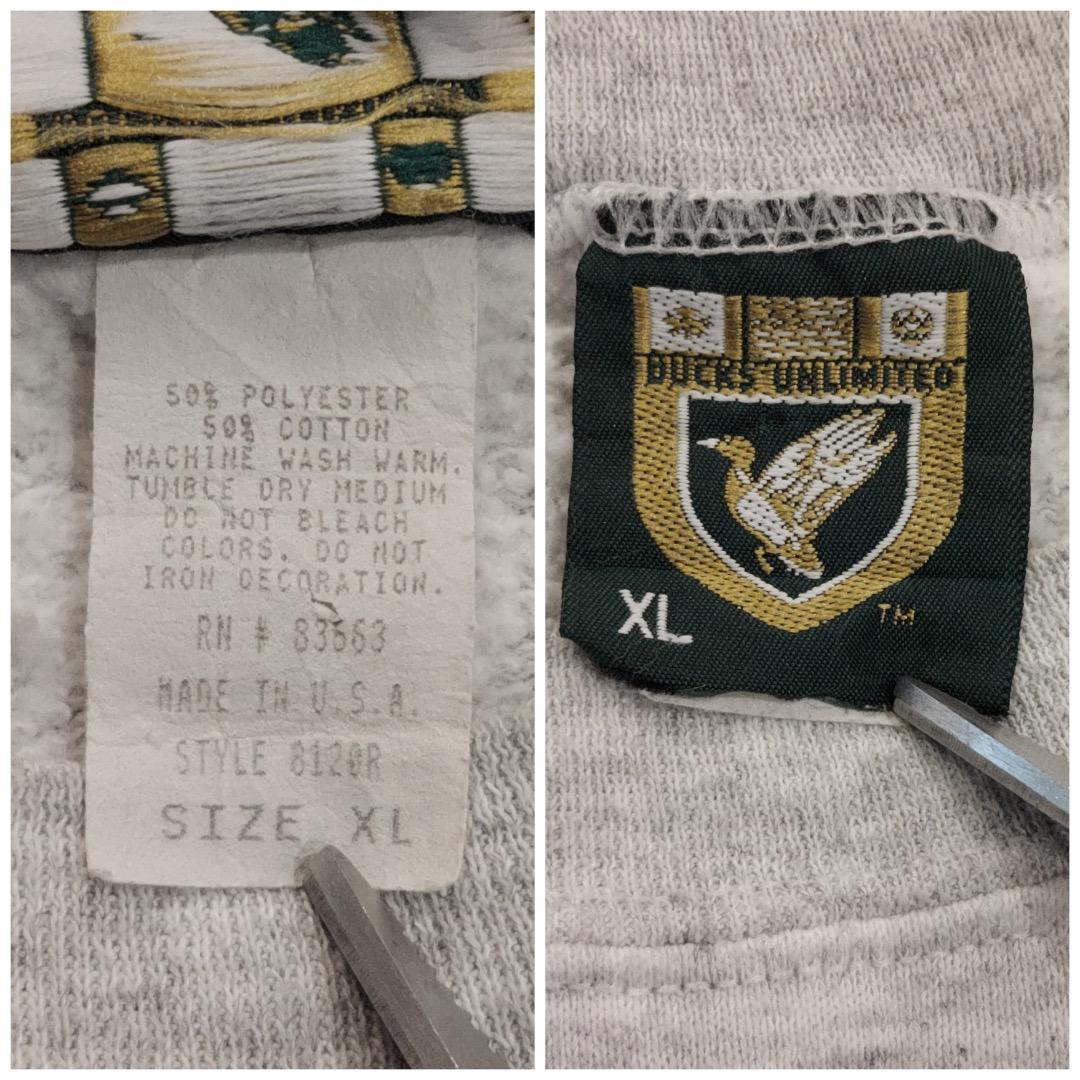 50% POLYESTER
50% COTTON
MACHINE WASH WARM.
TUMBLE DRY MEDIUM
DO NOT BLEACH
COLORS. DO NOT
IRON DECORATION.
RN # 83663
MADE IN U.S.A.
STYLE 8120R
SIZE XL
DUCKS UNLIMITED
XL
TM